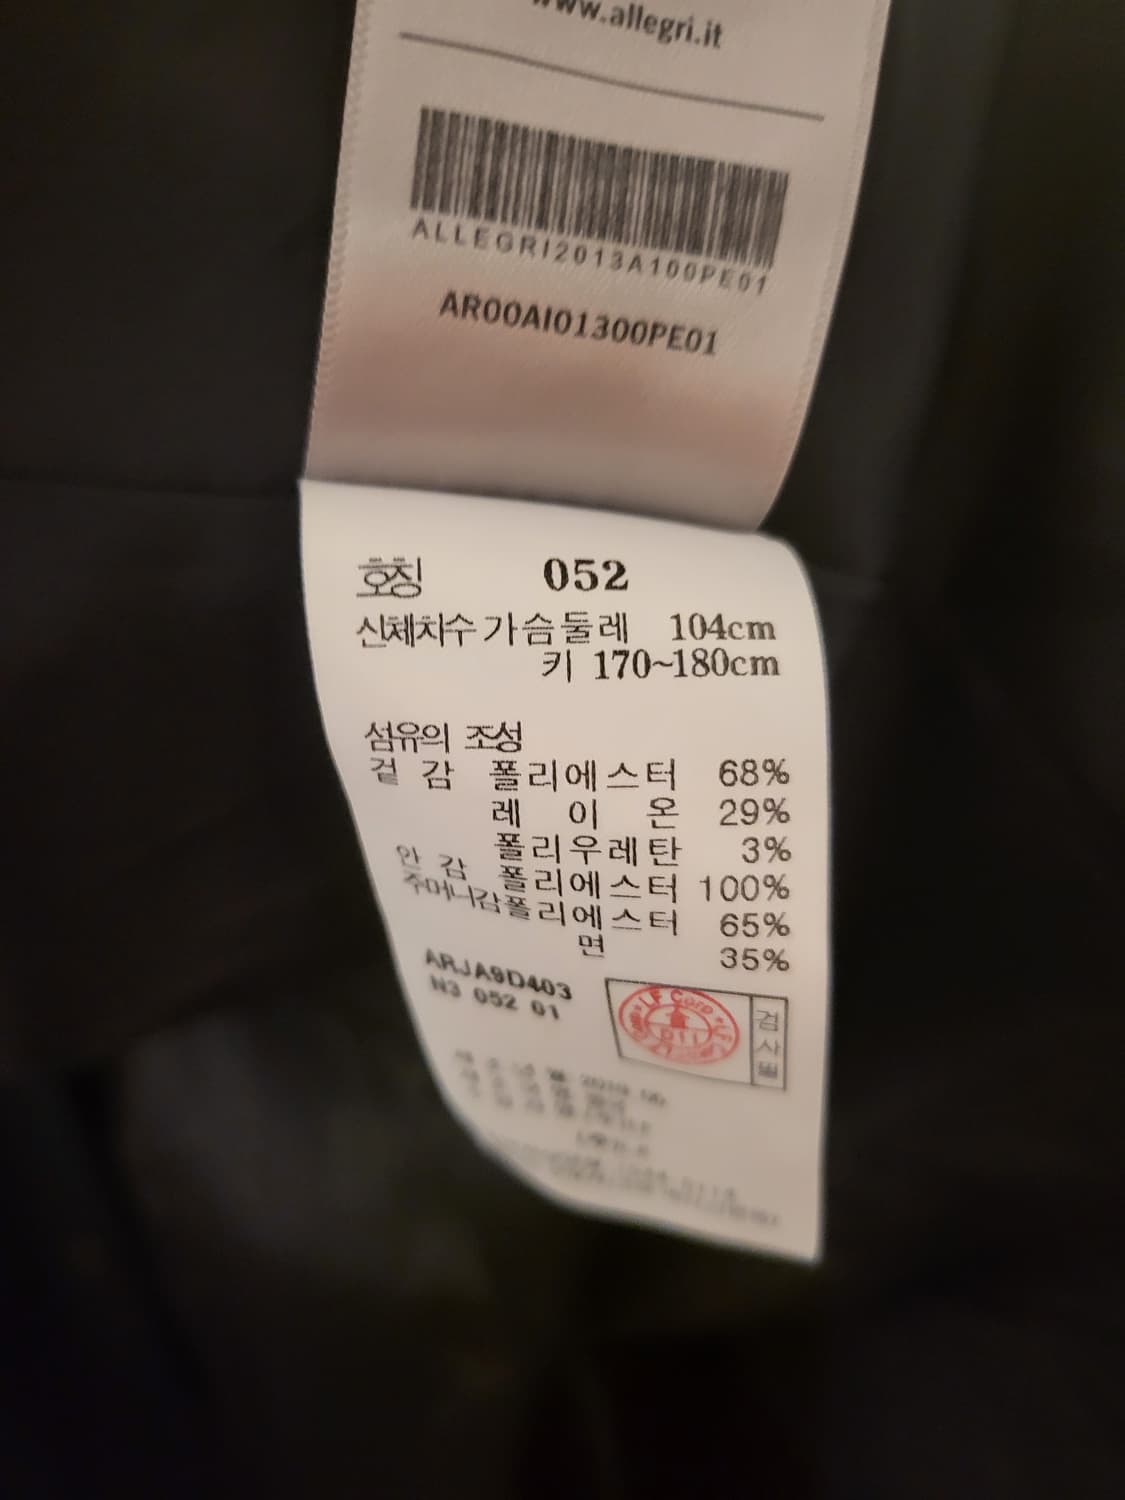 www.allegri.it
ALLEGRI2013A100PE01
AR00AI01300PE01
호칭 052
신체치수 가슴둘레 104cm
키 170~180cm
섬유의 조성
겉감 폴리에스터 68%
레이온 29%
폴리우레탄 3%
안감 폴리에스터 100%
주머니감 폴리에스터 65%
면 35%
ARJA9D403
N3 052 01
LF Corp
검사필